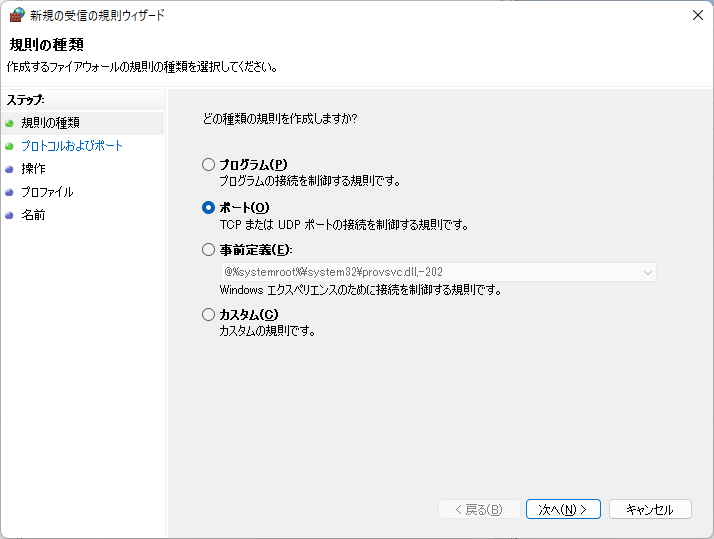 新規の受信の規則ウィザード
規則の種類
作成するファイアウォールの規則の種類を選択してください。
ステップ:
規則の種類
プロトコルおよびポート
操作
プロファイル
名前
どの種類の規則を作成しますか?
プログラム(P)
プログラムの接続を制御する規則です。
ポート(O)
TCP または UDP ポートの接続を制御する規則です。
事前定義(E):
@%systemroot%¥system32¥provsvc.dll,-202
Windows エクスペリエンスのために接続を制御する規則です。
カスタム(C)
カスタムの規則です。
< 戻る(B)
次へ(N) >
キャンセル